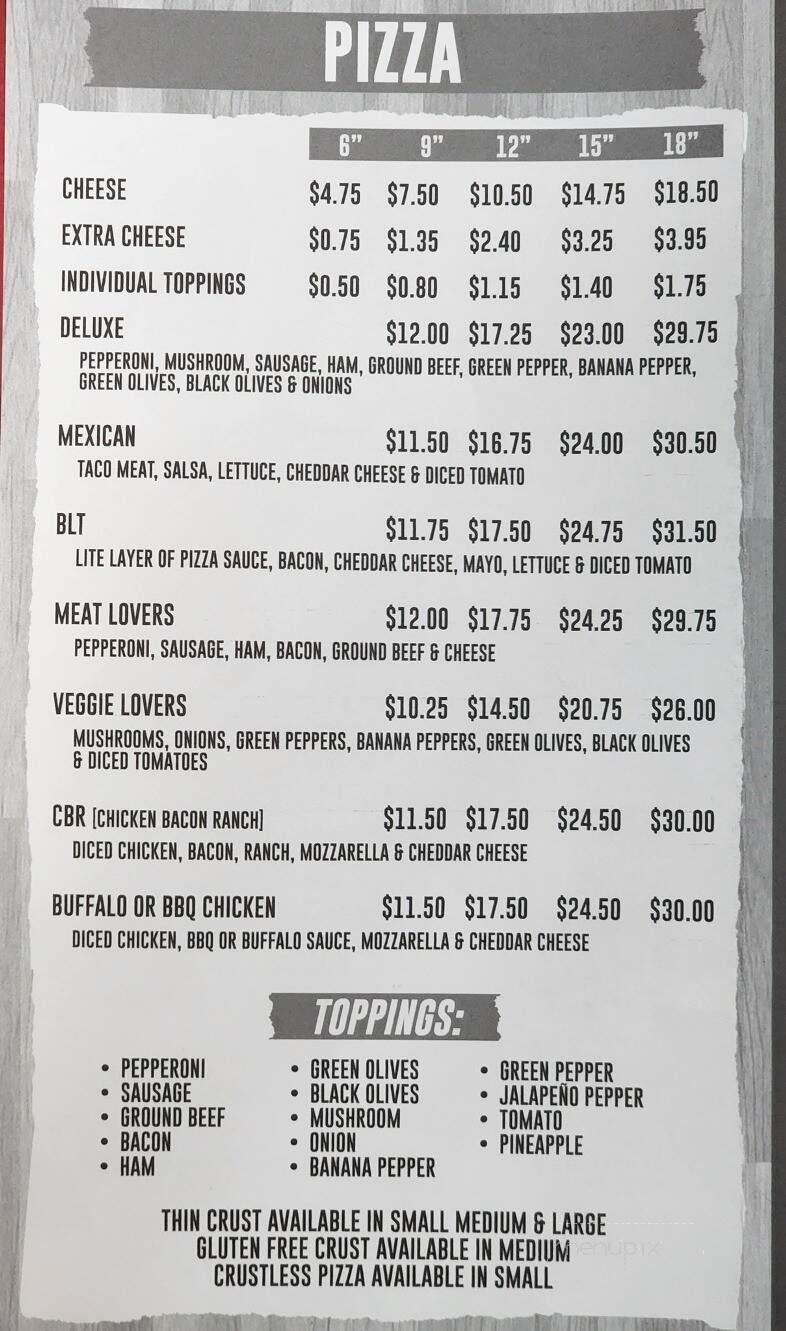 PIZZA
6” 9” 12” 15” 18”
CHEESE $4.75 $7.50 $10.50 $14.75 $18.50
EXTRA CHEESE $0.75 $1.35 $2.40 $3.25 $3.95
INDIVIDUAL TOPPINGS $0.50 $0.80 $1.15 $1.40 $1.75
DELUXE $12.00 $17.25 $23.00 $29.75
PEPPERONI, MUSHROOM, SAUSAGE, HAM, GROUND BEEF, GREEN PEPPER, BANANA PEPPER,
GREEN OLIVES, BLACK OLIVES & ONIONS
MEXICAN $11.50 $16.75 $24.00 $30.50
TACO MEAT, SALSA, LETTUCE, CHEDDAR CHEESE & DICED TOMATO
BLT $11.75 $17.50 $24.75 $31.50
LITE LAYER OF PIZZA SAUCE, BACON, CHEDDAR CHEESE, MAYO, LETTUCE & DICED TOMATO
MEAT LOVERS $12.00 $17.75 $24.25 $29.75
PEPPERONI, SAUSAGE, HAM, BACON, GROUND BEEF & CHEESE
VEGGIE LOVERS $10.25 $14.50 $20.75 $26.00
MUSHROOMS, ONIONS, GREEN PEPPERS, BANANA PEPPERS, GREEN OLIVES, BLACK OLIVES
& DICED TOMATOES
CBR [CHICKEN BACON RANCH] $11.50 $17.50 $24.50 $30.00
DICED CHICKEN, BACON, RANCH, MOZZARELLA & CHEDDAR CHEESE
BUFFALO OR BBQ CHICKEN $11.50 $17.50 $24.50 $30.00
DICED CHICKEN, BBQ OR BUFFALO SAUCE, MOZZARELLA & CHEDDAR CHEESE
TOPPINGS:
• PEPPERONI
• SAUSAGE
• GROUND BEEF
• BACON
• HAM
• GREEN OLIVES
• BLACK OLIVES
• MUSHROOM
• ONION
• BANANA PEPPER
• GREEN PEPPER
• JALAPEÑO PEPPER
• TOMATO
• PINEAPPLE
THIN CRUST AVAILABLE IN SMALL MEDIUM & LARGE
GLUTEN FREE CRUST AVAILABLE IN MEDIUM
CRUSTLESS PIZZA AVAILABLE IN SMALL